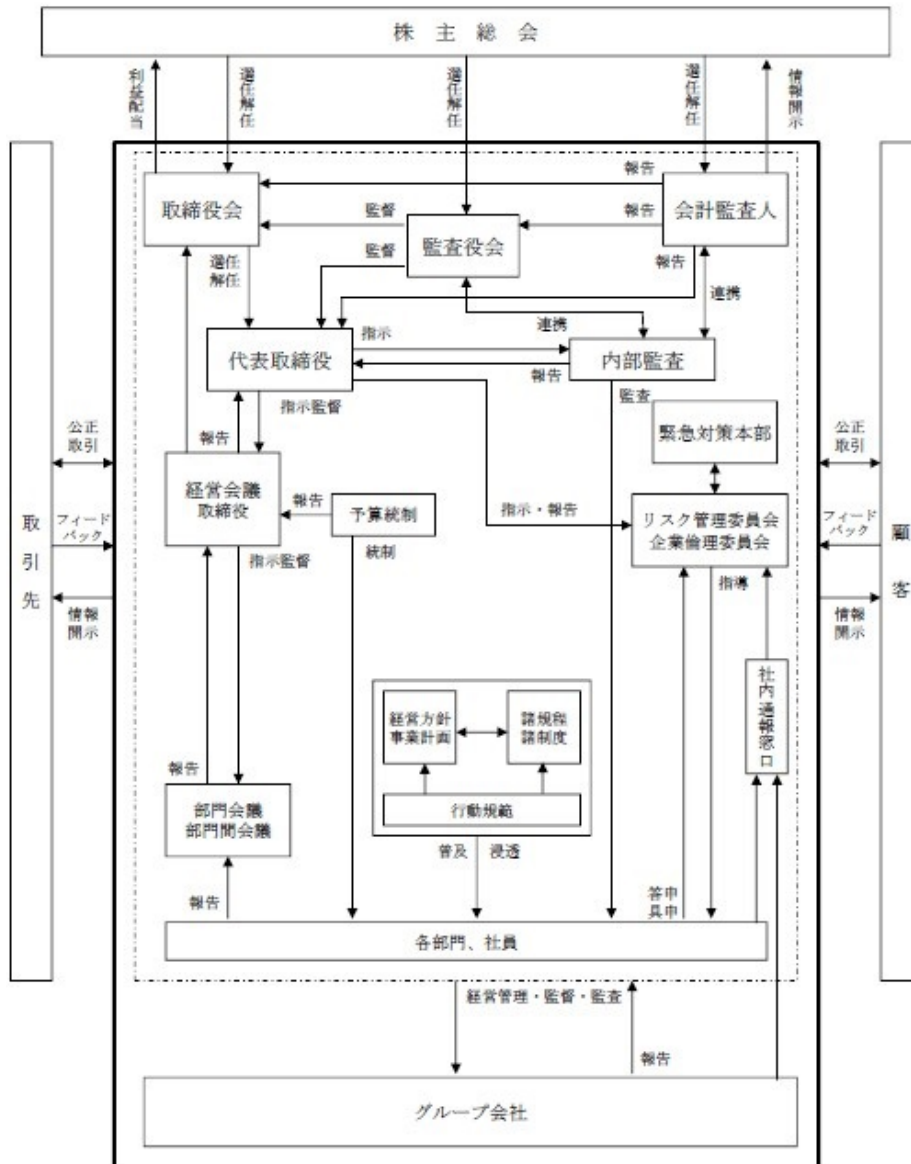 株主総会
利益配当
選任解任
選任解任
選任解任
情報開示
取締役会
報告
会計監査人
監督
報告
監査役会
選任
解任
監督
報告
連携
指示
連携
代表取締役
内部監査
報告
指示監督
監査
緊急対策本部
公正
取引
報告
公正
取引
経営会議
取締役
報告
予算統制
指示・報告
リスク管理委員会
企業倫理委員会
取引先
フィード
バック
フィード
バック
顧客
指示監督
統制
指導
情報
開示
情報
開示
社内通報窓口
経営方針
事業計画
諸規程
諸制度
報告
行動規範
部門会議
部門間会議
普及 浸透
報告
答申
具申
各部門、社員
経営管理・監督・監査
報告
グループ会社